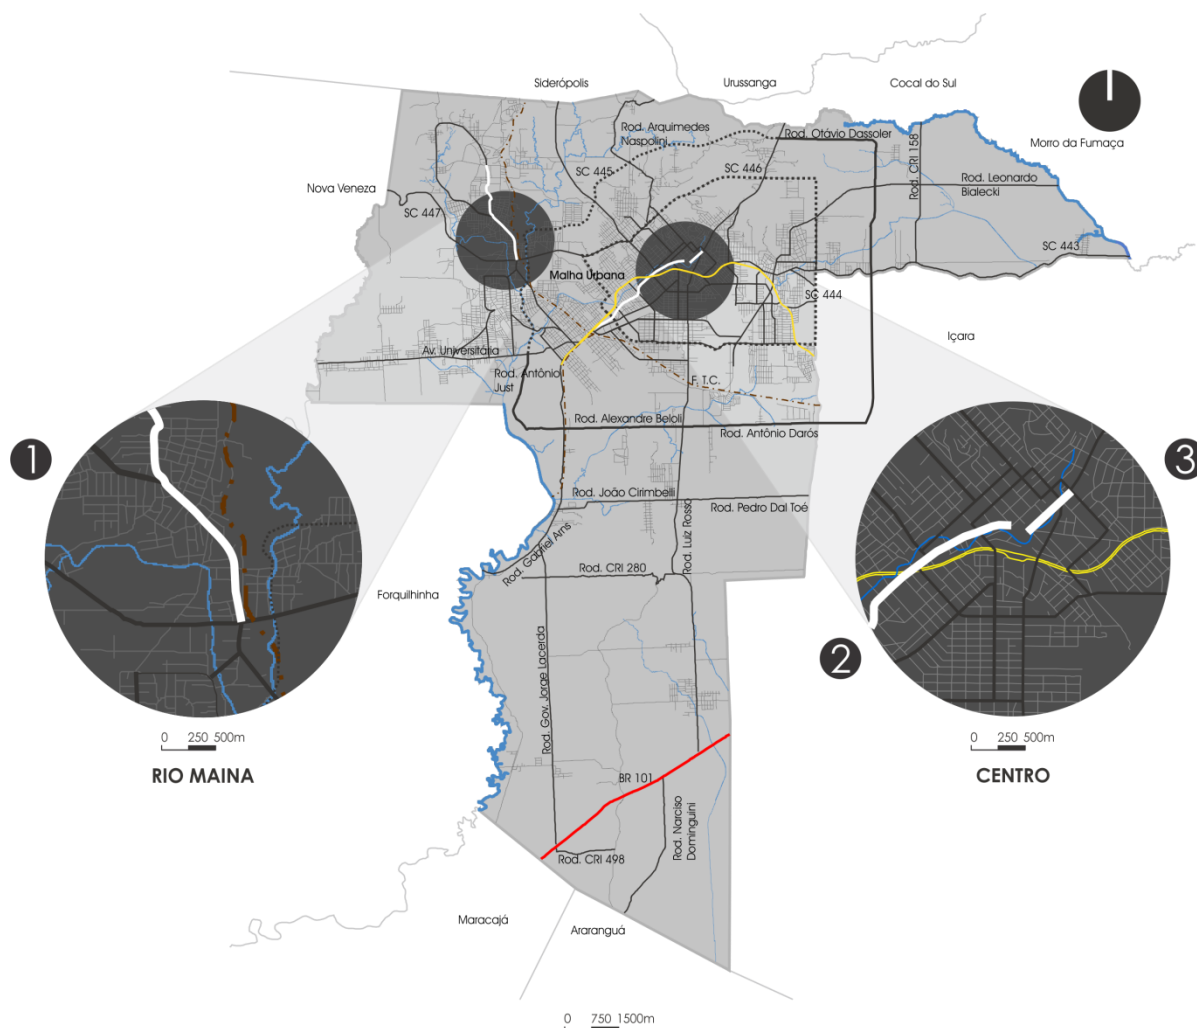 Siderópolis
Urussanga
Cocal do Sul
Rod. Arquimedes
Naspolini
Rod. Otávio Dassoler
Morro da Fumaça
SC 445
SC 446
Rod. CRI 158
Rod. Leonardo
Bialecki
Nova Veneza
SC 447
SC 443
Malha Urbana
SC 444
Içara
Av. Universitária
Rod. Antônio
Just
F. T.C.
Rod. Alexandre Beloli
Rod. Antônio Darós
1
3
Rod. João Cirimbelli
Rod. Pedro Dal Toé
Rod. Luiz Rosso
Rod. Gabriel Arns
Rod. CRI 280
Forquilhinha
2
Rod. Gov. Jorge Lacerda
0 250 500m
RIO MAINA
0 250 500m
CENTRO
BR 101
Rod. Narciso
Dominguini
Rod. CRI 498
Maracajá
Araranguá
0 750 1500m